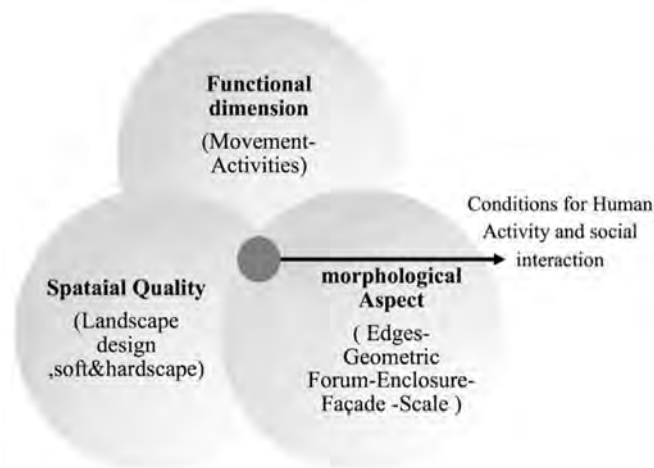 Functional
dimension
(Movement-
Activities)
Conditions for Human
Activity and social
interaction
Spataial Quality
(Landscape
design
,soft&hardscape)
morphological
Aspect
( Edges-
Geometric
Forum-Enclosure-
Façade -Scale )